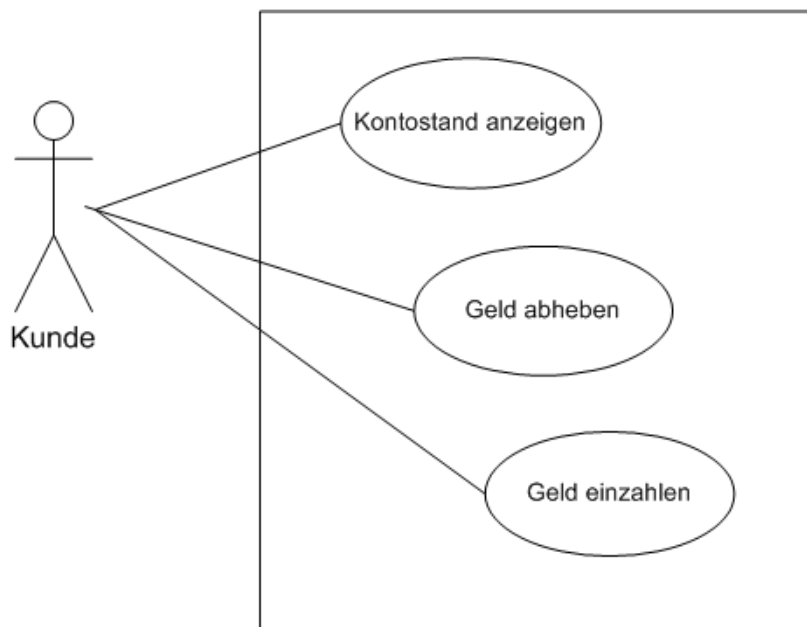 Kontostand anzeigen
Geld abheben
Kunde
Geld einzahlen